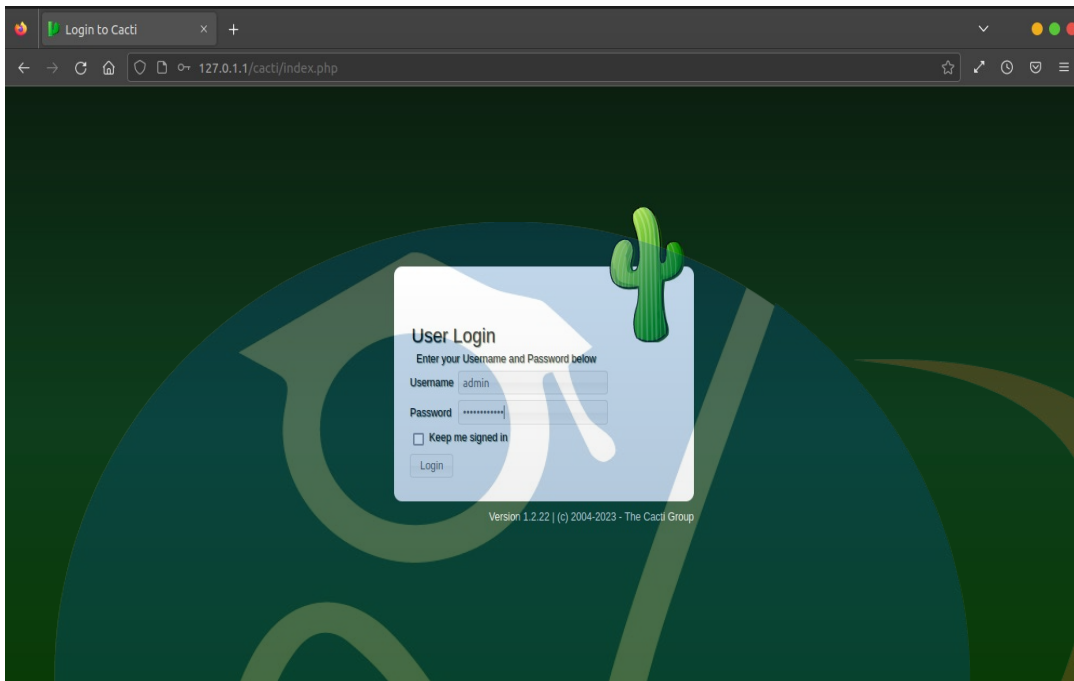 Login to Cacti
127.0.1.1/cacti/index.php
User Login
Enter your Username and Password below
Username admin
Password ••••••••••••
Keep me signed in
Login
Version 1.2.22 | (c) 2004-2023 - The Cacti Group